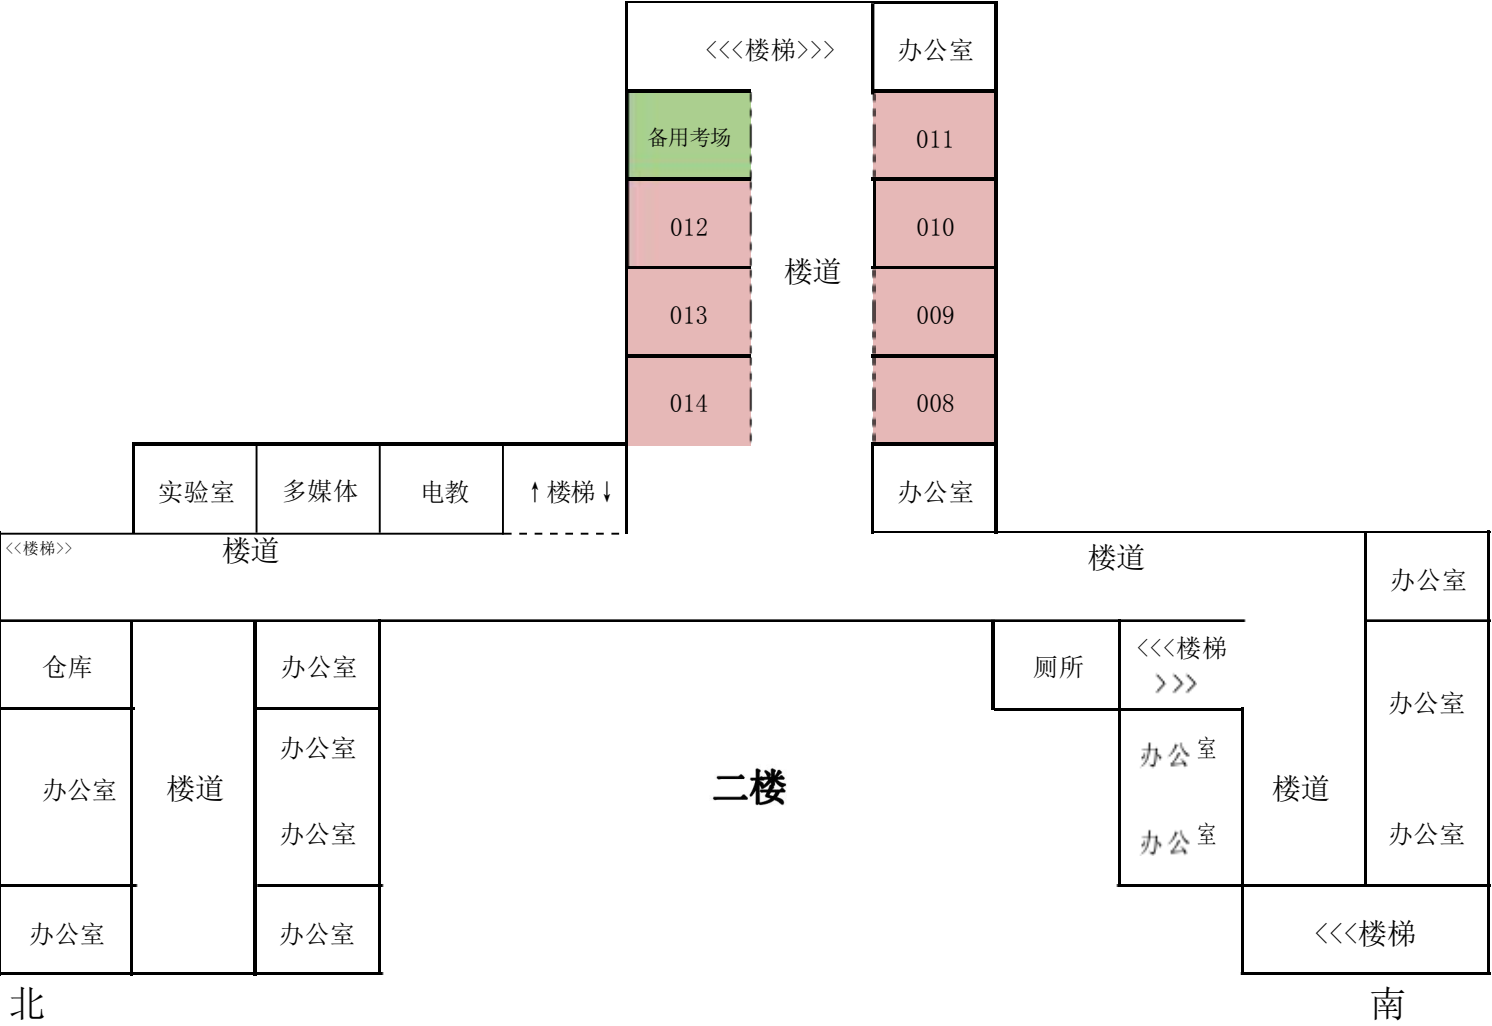 <<<楼梯>>>
办公室
备用考场
011
012
010
楼道
013
009
014
008
实验室
多媒体
电教
↑楼梯↓
办公室
<<楼梯>>
楼道
楼道
办公室
仓库
办公室
厕所
<<<楼梯
>>>
办公室
办公室
办公室
办公室
楼道
二楼
楼道
办公室
办公室
办公室
办公室
办公室
<<<楼梯
北
南